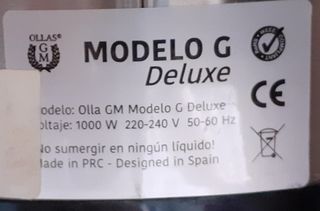 OLLAS®
GM
MODELO G
Deluxe
odelo: Olla GM Modelo G Deluxe
oltaje: 1000 W 220-240 V 50-60 Hz
No sumergir en ningún líquido!
Made in PRC - Designed in Spain
CE